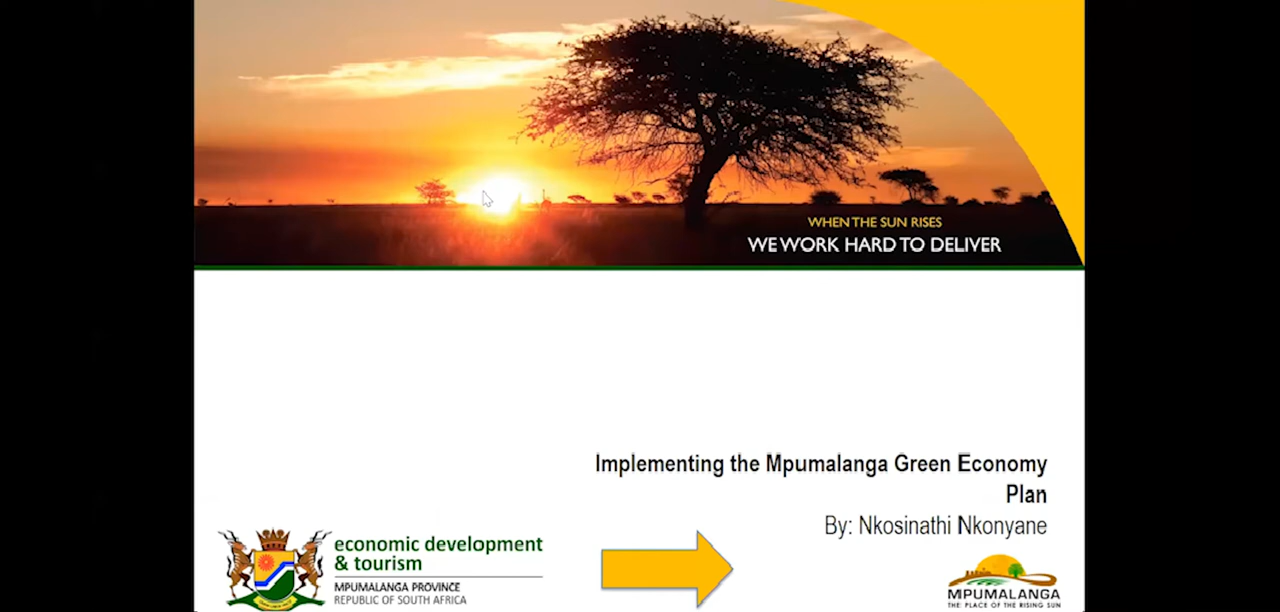 WHEN THE SUN RISES
WE WORK HARD TO DELIVER
Implementing the Mpumalanga Green Economy
Plan
By: Nkosinathi Nkonyane
economic development
& tourism
MPUMALANGA PROVINCE
REPUBLIC OF SOUTH AFRICA
MPUMALANGA
THE PLACE OF THE RISING SUN